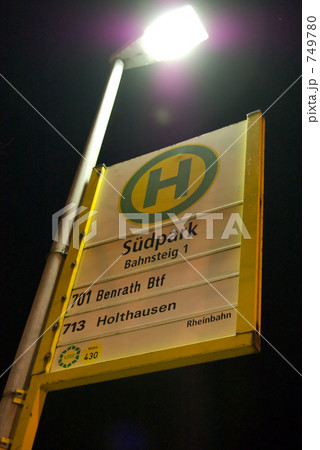 H
Südpark
Bahnsteig 1
701 Benrath Btf
713 Holthausen
Rheinbahn
430
PIXTA
pixta.jp - 749780